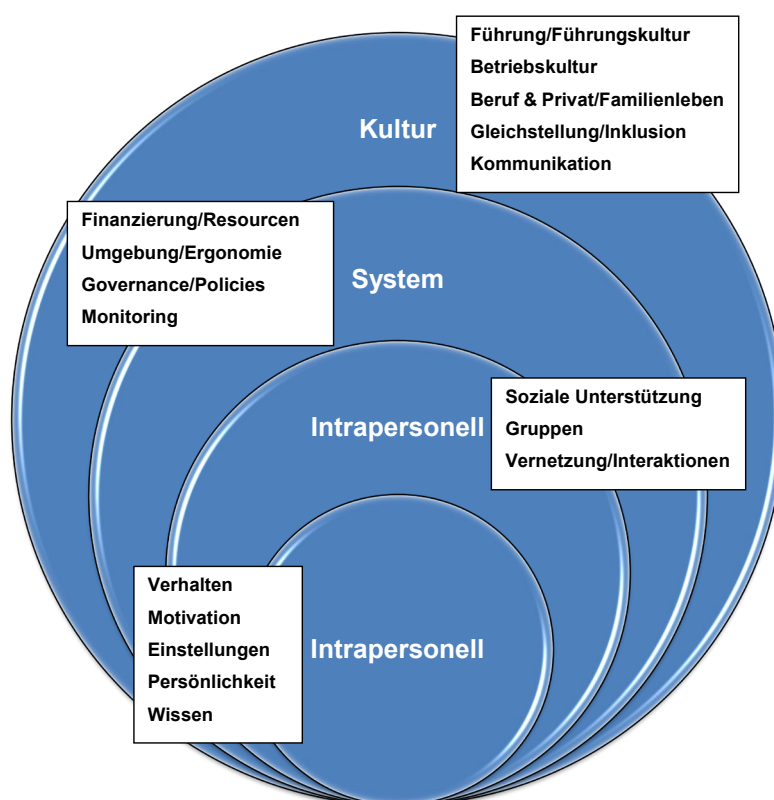 Führung/Führungskultur
Betriebskultur
Beruf & Privat/Familienleben
Gleichstellung/Inklusion
Kommunikation
Kultur
Finanzierung/Resourcen
Umgebung/Ergonomie
Governance/Policies
Monitoring
System
Soziale Unterstützung
Gruppen
Vernetzung/Interaktionen
Intrapersonell
Verhalten
Motivation
Einstellungen
Persönlichkeit
Wissen
Intrapersonell